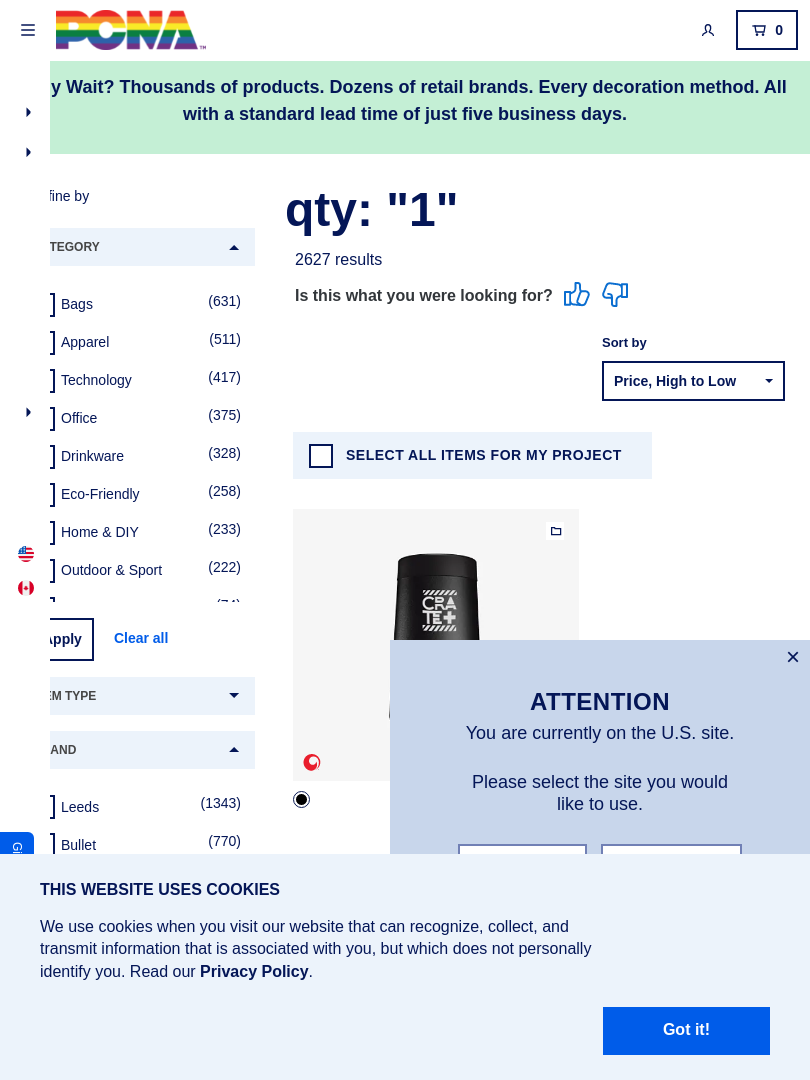 PCNA
0
y Wait? Thousands of products. Dozens of retail brands. Every decoration method. All
with a standard lead time of just five business days.
fine by
qty: "1"
TEGORY
2627 results
Is this what you were looking for?
Bags (631)
Apparel (511)
Technology (417)
Office (375)
Drinkware (328)
Eco-Friendly (258)
Home & DIY (233)
Outdoor & Sport (222)
Sort by
Price, High to Low
SELECT ALL ITEMS FOR MY PROJECT
CRATE+
Apply
Clear all
EM TYPE
AND
Leeds (1343)
Bullet (770)
ATTENTION
You are currently on the U.S. site.
Please select the site you would
like to use.
THIS WEBSITE USES COOKIES
We use cookies when you visit our website that can recognize, collect, and
transmit information that is associated with you, but which does not personally
identify you. Read our Privacy Policy.
Got it!